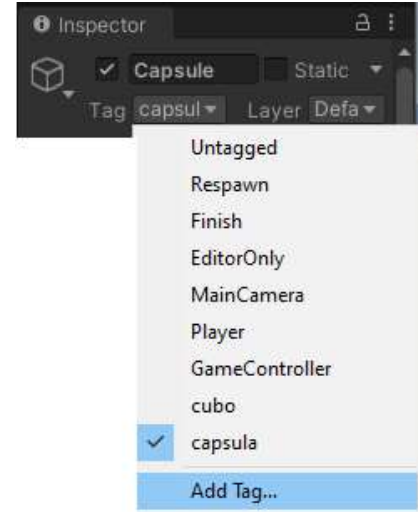 Inspector
Capsule Static
Tag capsul Layer Defa
Untagged
Respawn
Finish
EditorOnly
MainCamera
Player
GameController
cubo
capsula
Add Tag...